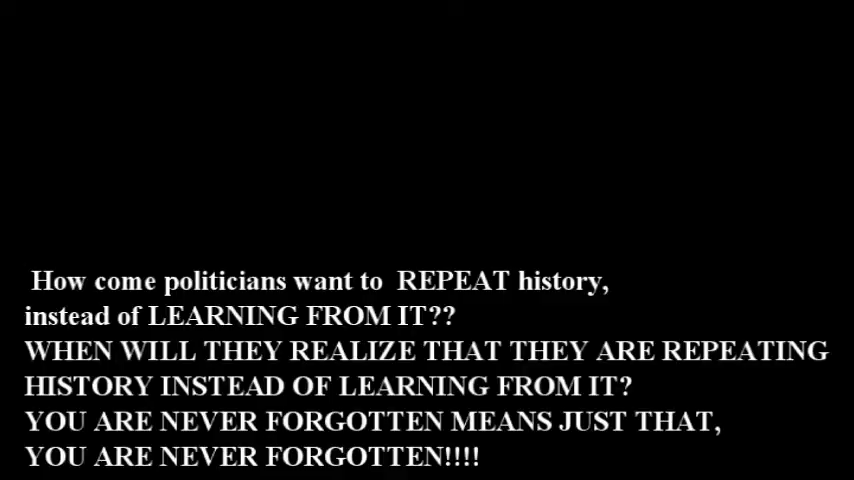 How come politicians want to  REPEAT history,
instead of LEARNING FROM IT??
WHEN WILL THEY REALIZE THAT THEY ARE REPEATING
HISTORY INSTEAD OF LEARNING FROM IT?
YOU ARE NEVER FORGOTTEN MEANS JUST THAT,
YOU ARE NEVER FORGOTTEN!!!!